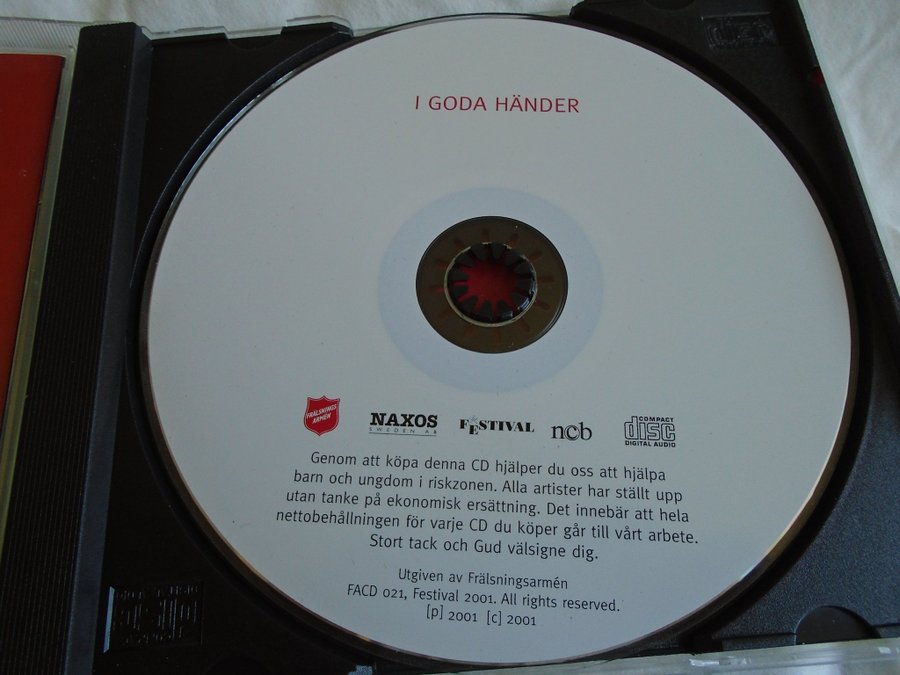 I GODA HÄNDER
FRÄLSNINGS
ARMÉN
NAXOS
SWEDEN AB
the
FESTIVAL
ncb
COMPACT
disc
DIGITAL AUDIO
Genom att köpa denna CD hjälper du oss att hjälpa
barn och ungdom i riskzonen. Alla artister har ställt upp
utan tanke på ekonomisk ersättning. Det innebär att hela
nettobehållningen för varje CD du köper går till vårt arbete.
Stort tack och Gud välsigne dig.
Utgiven av Frälsningsarmén
FACD 021, Festival 2001. All rights reserved.
[p] 2001 [c] 2001